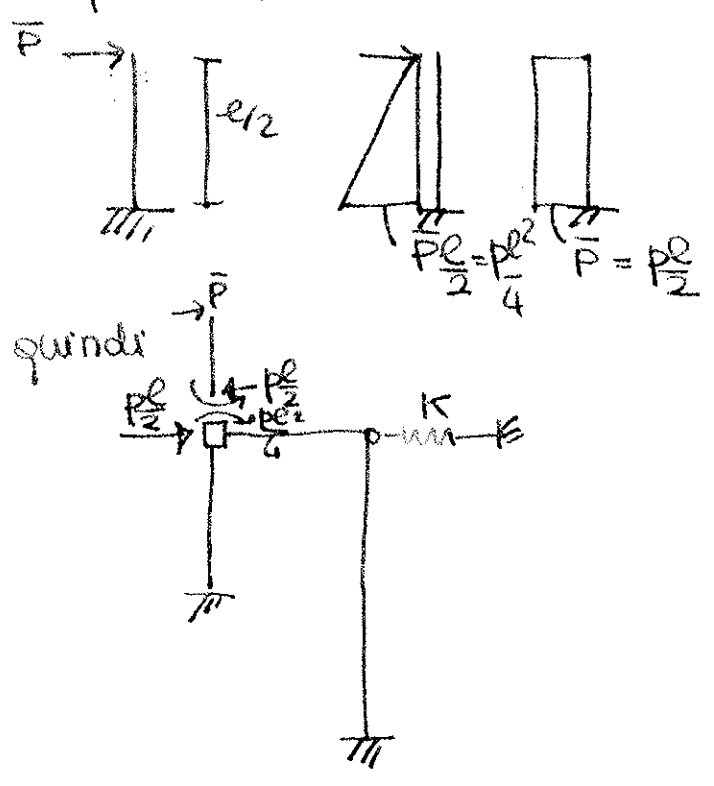 P̅
ℓ/2
P̅ ℓ/2 = pℓ²/4
P̅ = pℓ/2
P̅
quindi
pℓ/2
pℓ/2
pℓ²/4
K